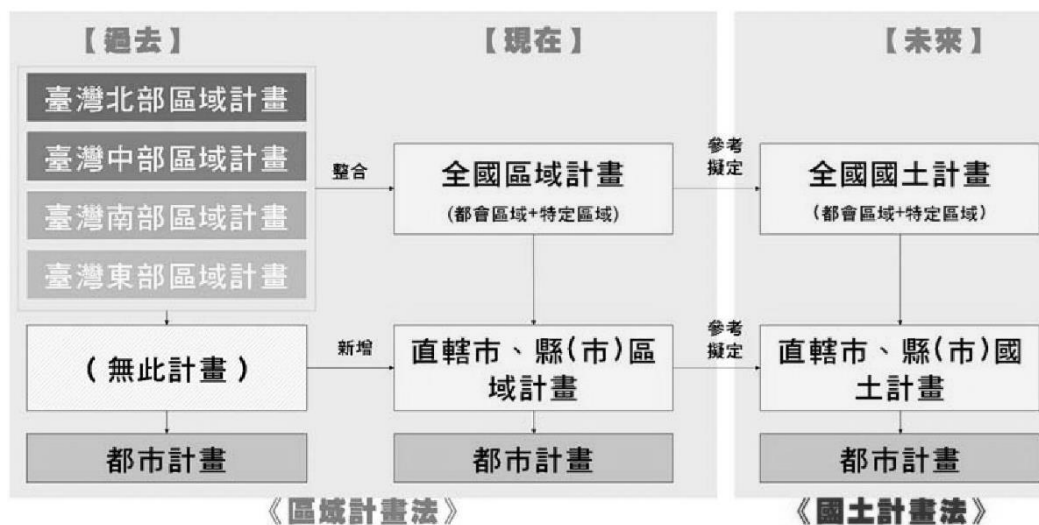 【過去】
【現在】
【未來】
臺灣北部區域計畫
臺灣中部區域計畫
臺灣南部區域計畫
臺灣東部區域計畫
整合
全國區域計畫
(都會區域+特定區域)
參考
擬定
全國國土計畫
(都會區域+特定區域)
(無此計畫)
新增
直轄市、縣(市)區
域計畫
參考
擬定
直轄市、縣(市)國
土計畫
都市計畫
都市計畫
都市計畫
《區域計畫法》
《國土計畫法》